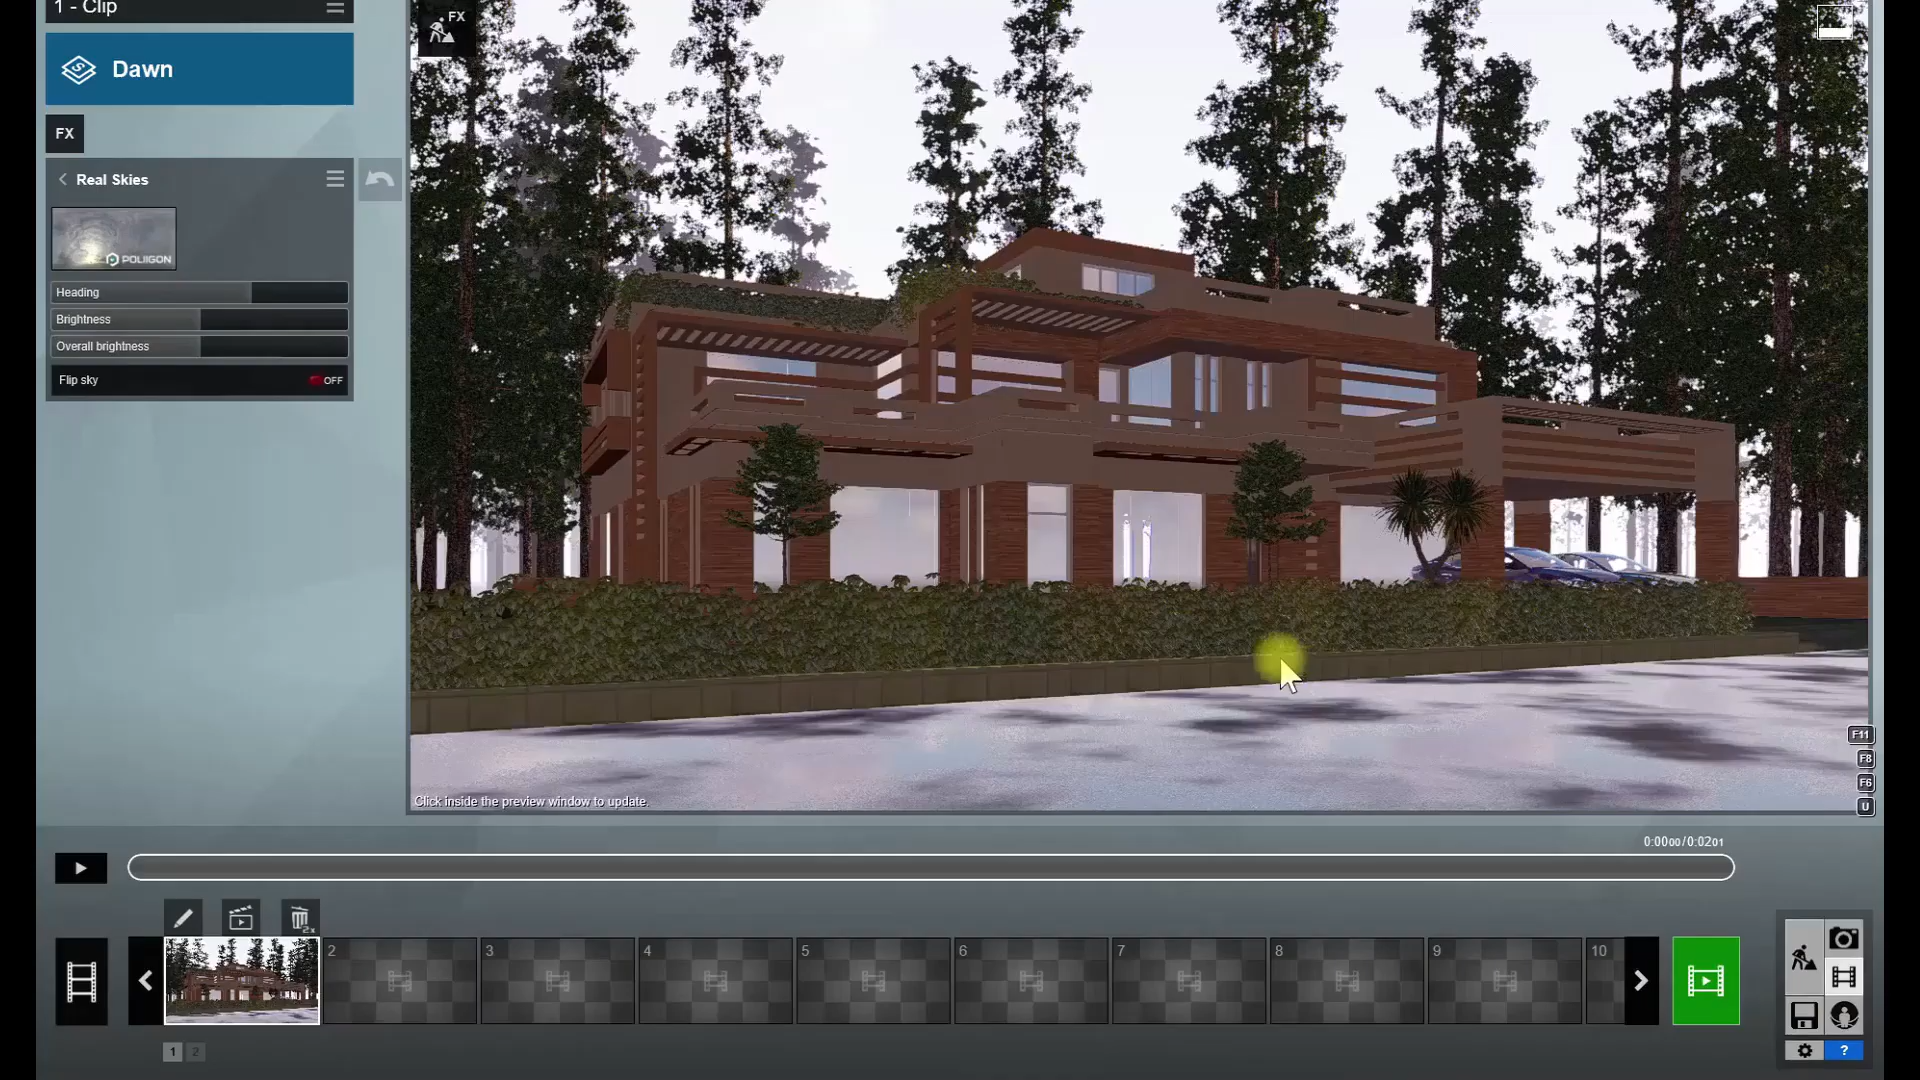 1 - Clip
Dawn
FX
Real Skies
POLIIGON
Heading
Brightness
Overall brightness
Flip sky
OFF
FX
Click inside the preview window to update.
F11
F8
F6
U
0:0000/0:0201
2x
2
3
4
5
6
7
8
9
10
1
2
?